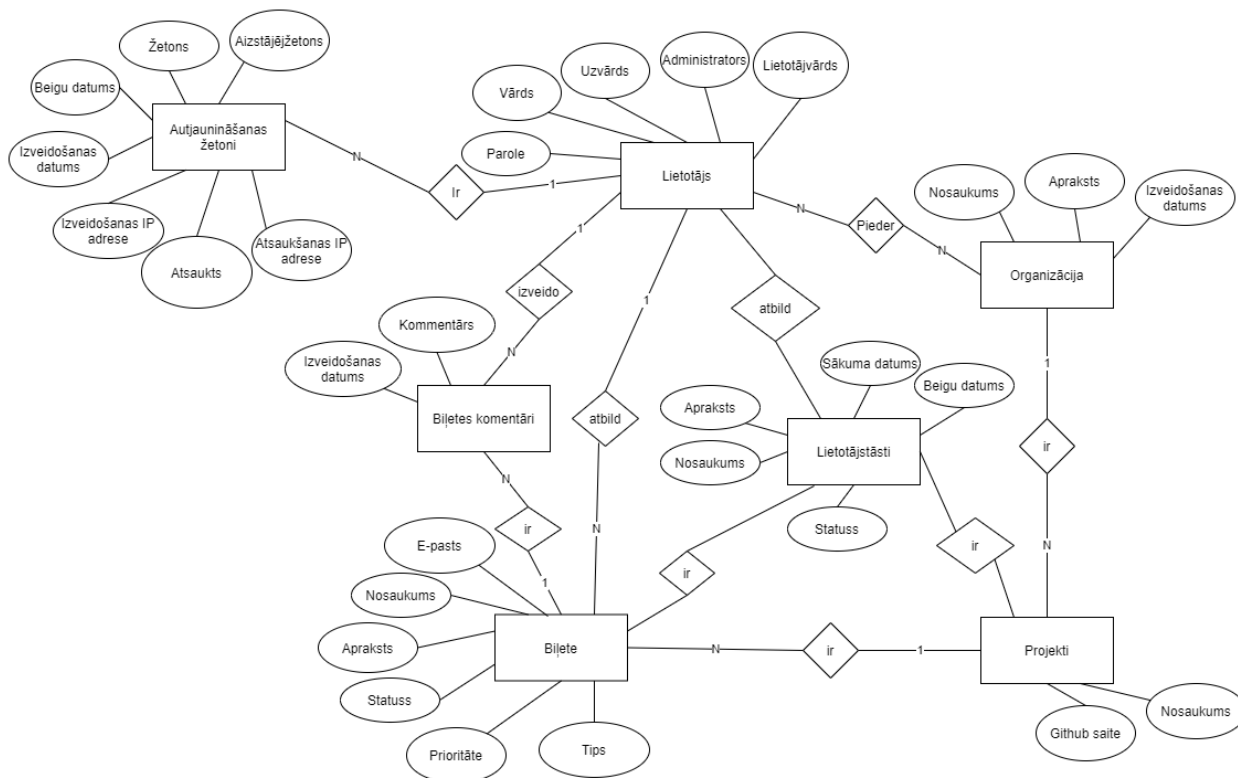 Žetons
Aizstājējžetons
Beigu datums
Autjaunināšanas
žetoni
Izveidošanas
datums
Izveidošanas IP
adrese
Atsaukts
Atsaukšanas IP
adrese
N
Ir
1
Vārds
Uzvārds
Administrators
Lietotājvārds
Parole
Lietotājs
N
Pieder
N
Nosaukums
Apraksts
Izveidošanas
datums
Organizācija
1
izveido
N
1
atbild
N
atbild
Kommentārs
Izveidošanas
datums
Biļetes komentāri
N
ir
1
Sākuma datums
Beigu datums
Apraksts
Nosaukums
Lietotājstāsti
Statuss
1
ir
N
ir
ir
E-pasts
Nosaukums
Apraksts
Statuss
Prioritāte
Tips
Biļete
N
ir
1
Projekti
Github saite
Nosaukums